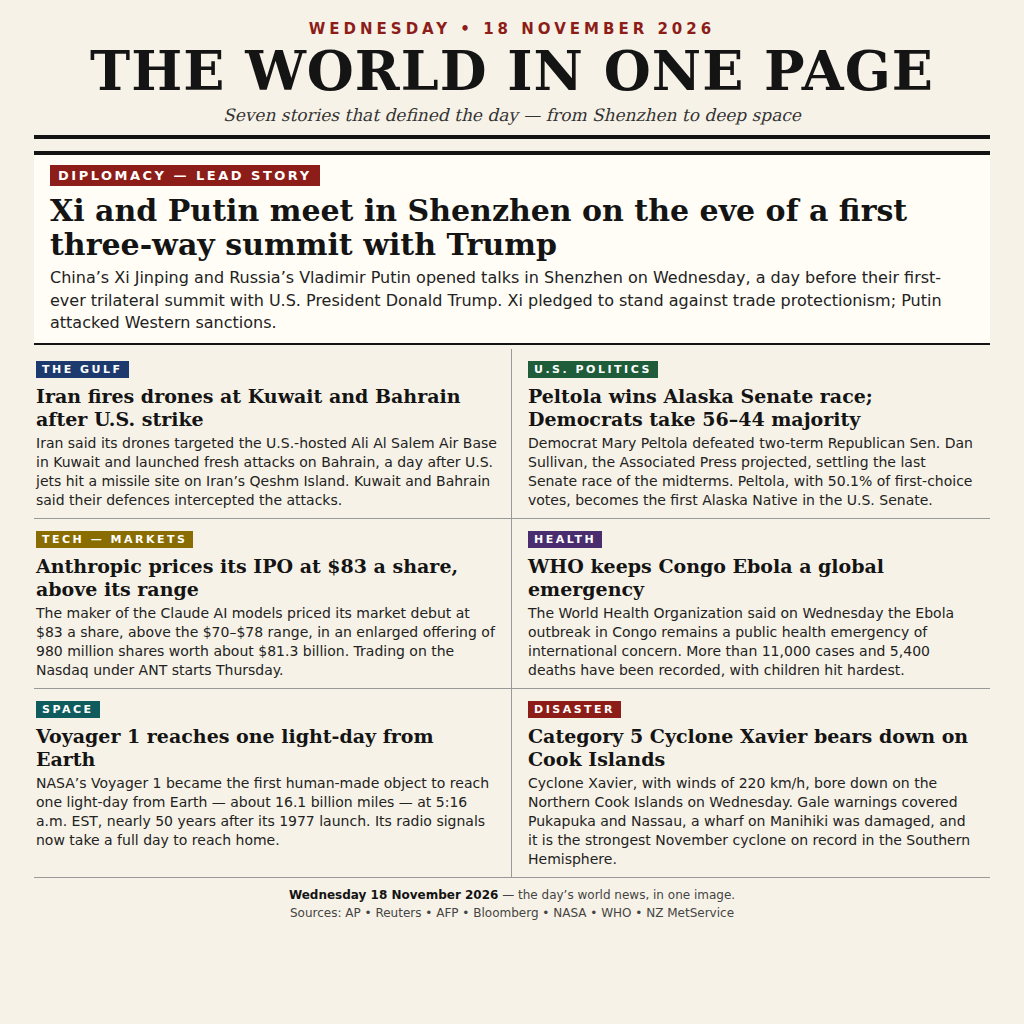 WEDNESDAY • 18 NOVEMBER 2026
THE WORLD IN ONE PAGE
Seven stories that defined the day — from Shenzhen to deep space
DIPLOMACY — LEAD STORY
Xi and Putin meet in Shenzhen on the eve of a first
three-way summit with Trump
China’s Xi Jinping and Russia’s Vladimir Putin opened talks in Shenzhen on Wednesday, a day before their first-
ever trilateral summit with U.S. President Donald Trump. Xi pledged to stand against trade protectionism; Putin
attacked Western sanctions.
THE GULF
Iran fires drones at Kuwait and Bahrain
after U.S. strike
Iran said its drones targeted the U.S.-hosted Ali Al Salem Air Base
in Kuwait and launched fresh attacks on Bahrain, a day after U.S.
jets hit a missile site on Iran’s Qeshm Island. Kuwait and Bahrain
said their defences intercepted the attacks.
U.S. POLITICS
Peltola wins Alaska Senate race;
Democrats take 56–44 majority
Democrat Mary Peltola defeated two-term Republican Sen. Dan
Sullivan, the Associated Press projected, settling the last
Senate race of the midterms. Peltola, with 50.1% of first-choice
votes, becomes the first Alaska Native in the U.S. Senate.
TECH — MARKETS
Anthropic prices its IPO at $83 a share,
above its range
The maker of the Claude AI models priced its market debut at
$83 a share, above the $70–$78 range, in an enlarged offering of
980 million shares worth about $81.3 billion. Trading on the
Nasdaq under ANT starts Thursday.
HEALTH
WHO keeps Congo Ebola a global
emergency
The World Health Organization said on Wednesday the Ebola
outbreak in Congo remains a public health emergency of
international concern. More than 11,000 cases and 5,400
deaths have been recorded, with children hit hardest.
SPACE
Voyager 1 reaches one light-day from
Earth
NASA’s Voyager 1 became the first human-made object to reach
one light-day from Earth — about 16.1 billion miles — at 5:16
a.m. EST, nearly 50 years after its 1977 launch. Its radio signals
now take a full day to reach home.
DISASTER
Category 5 Cyclone Xavier bears down on
Cook Islands
Cyclone Xavier, with winds of 220 km/h, bore down on the
Northern Cook Islands on Wednesday. Gale warnings covered
Pukapuka and Nassau, a wharf on Manihiki was damaged, and
it is the strongest November cyclone on record in the Southern
Hemisphere.
Wednesday 18 November 2026 — the day’s world news, in one image.
Sources: AP • Reuters • AFP • Bloomberg • NASA • WHO • NZ MetService